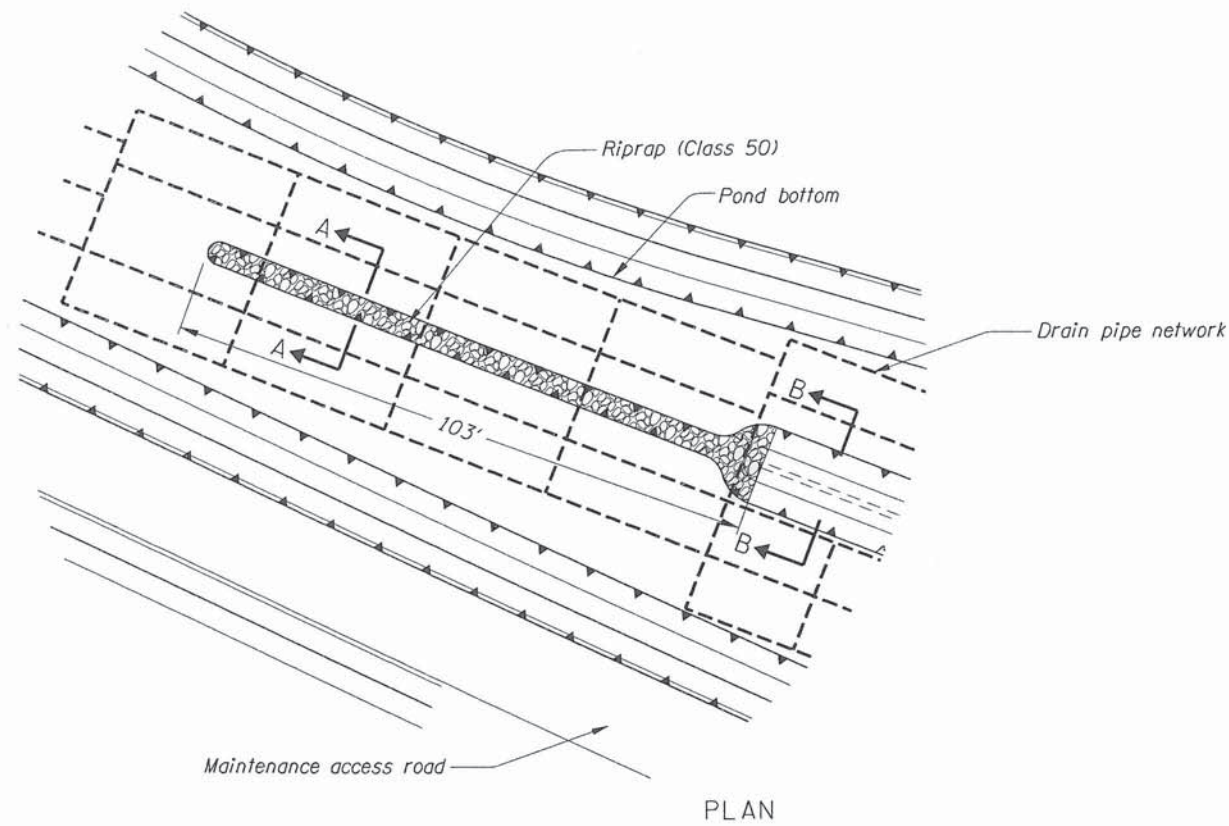 Riprap (Class 50)
Pond bottom
A
Drain pipe network
A
B
103'
B
Maintenance access road
PLAN